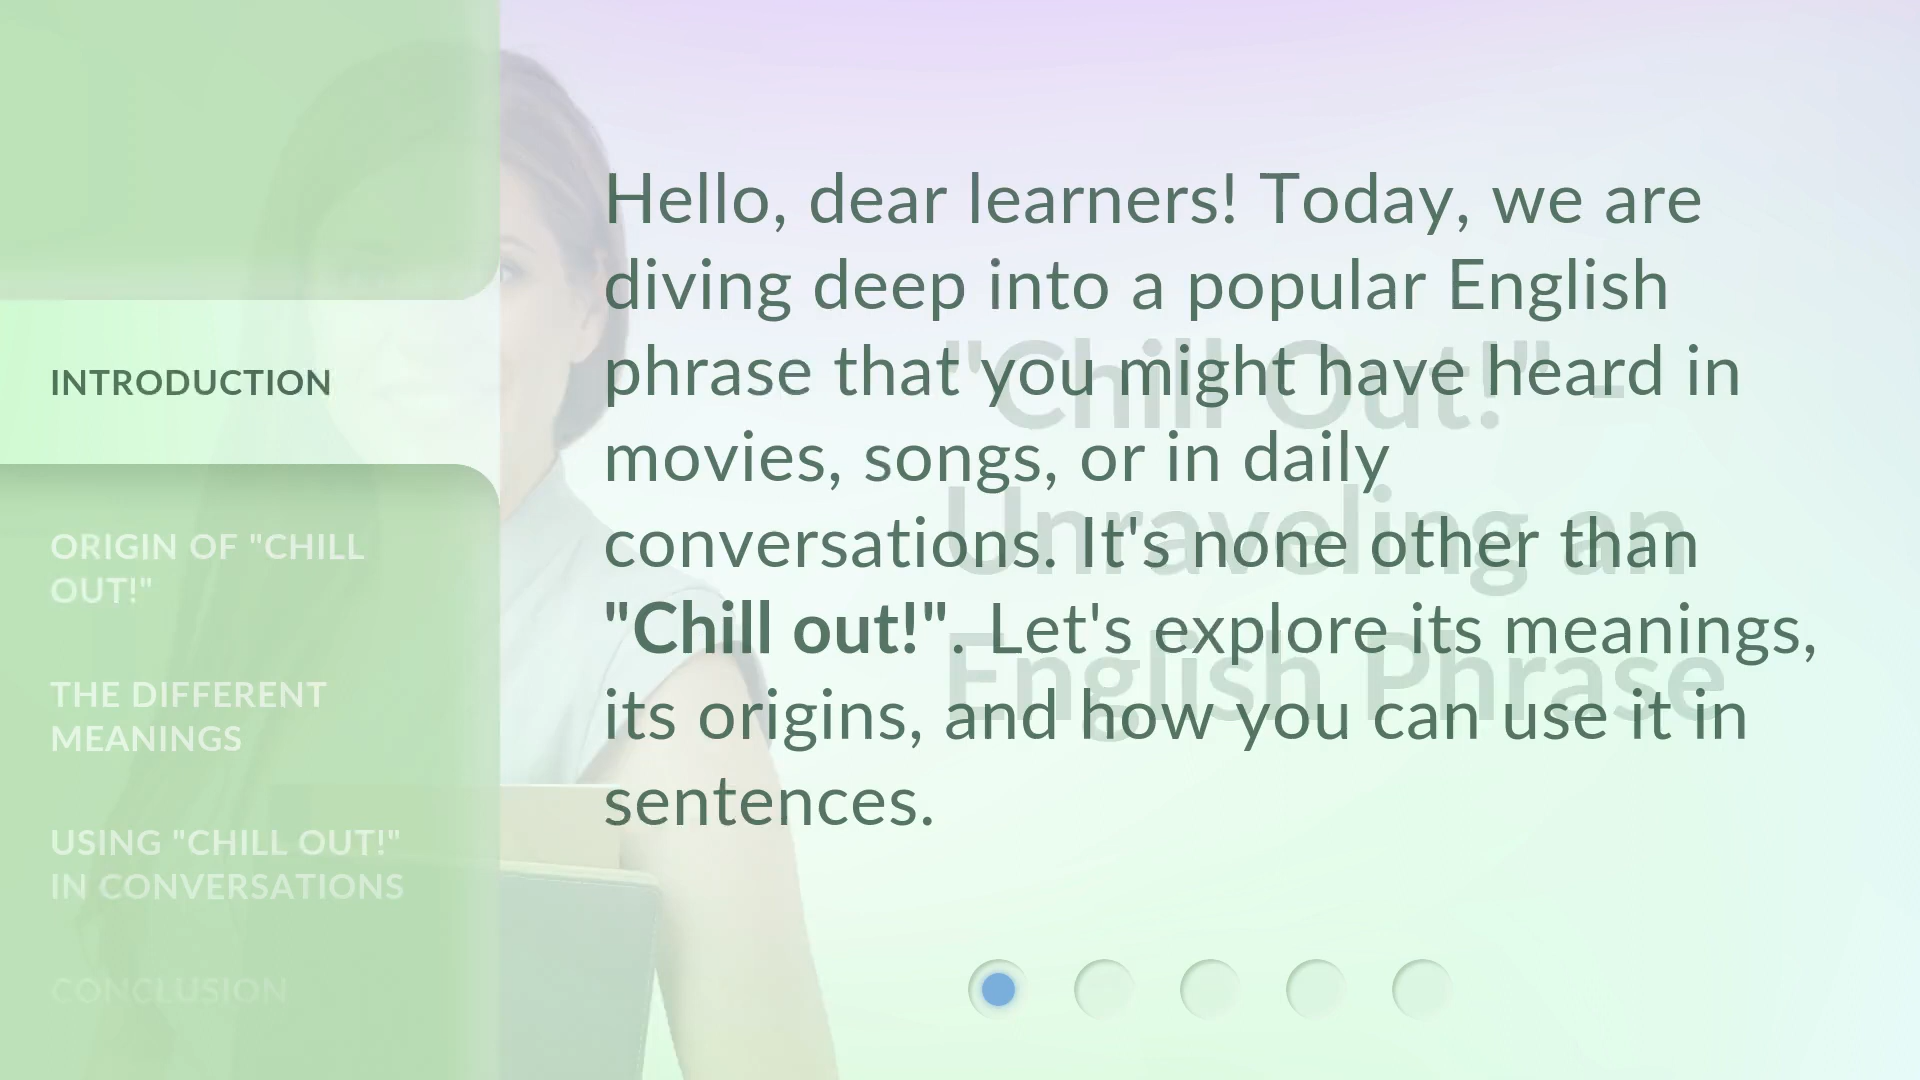 INTRODUCTION
ORIGIN OF "CHILL
OUT!"
THE DIFFERENT
MEANINGS
USING "CHILL OUT!"
IN CONVERSATIONS
CONCLUSION
Hello, dear learners! Today, we are
diving deep into a popular English
phrase that you might have heard in
movies, songs, or in daily
conversations. It's none other than
"Chill out!". Let's explore its meanings,
its origins, and how you can use it in
sentences.
"Chill Out!" -
Unraveling an
English Phrase